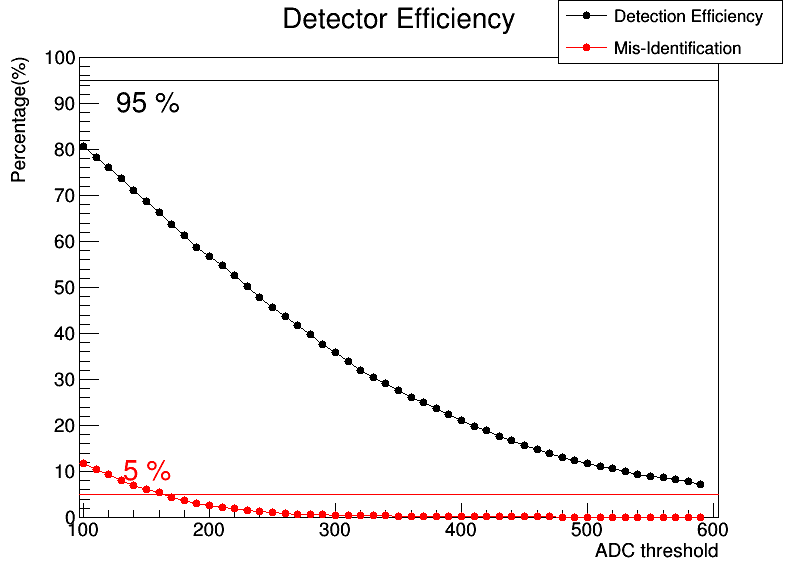 Detector Efficiency
Detection Efficiency
Mis-Identification
Percentage(%)
100
95 %
90
80
70
60
50
40
30
20
10
5 %
0
100 200 300 400 500 600
ADC threshold